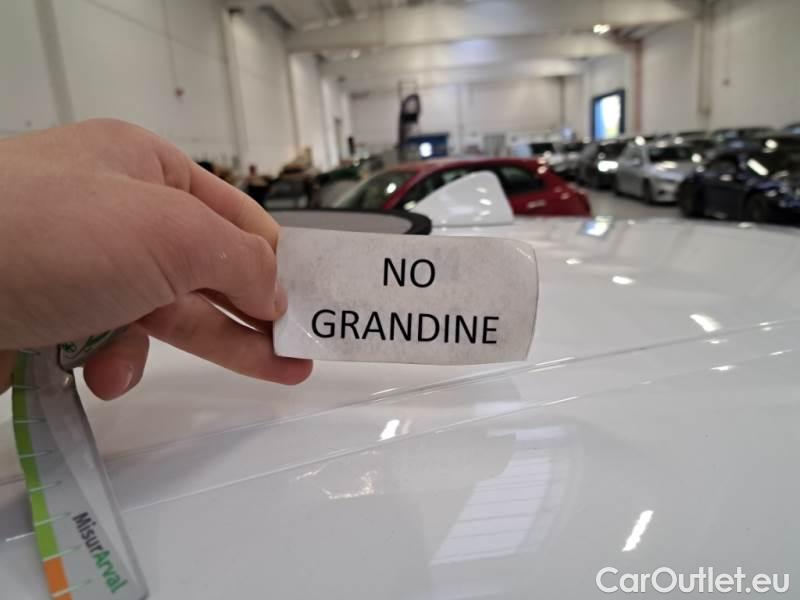 NO
GRANDINE
MisurArval
CarOutlet.eu